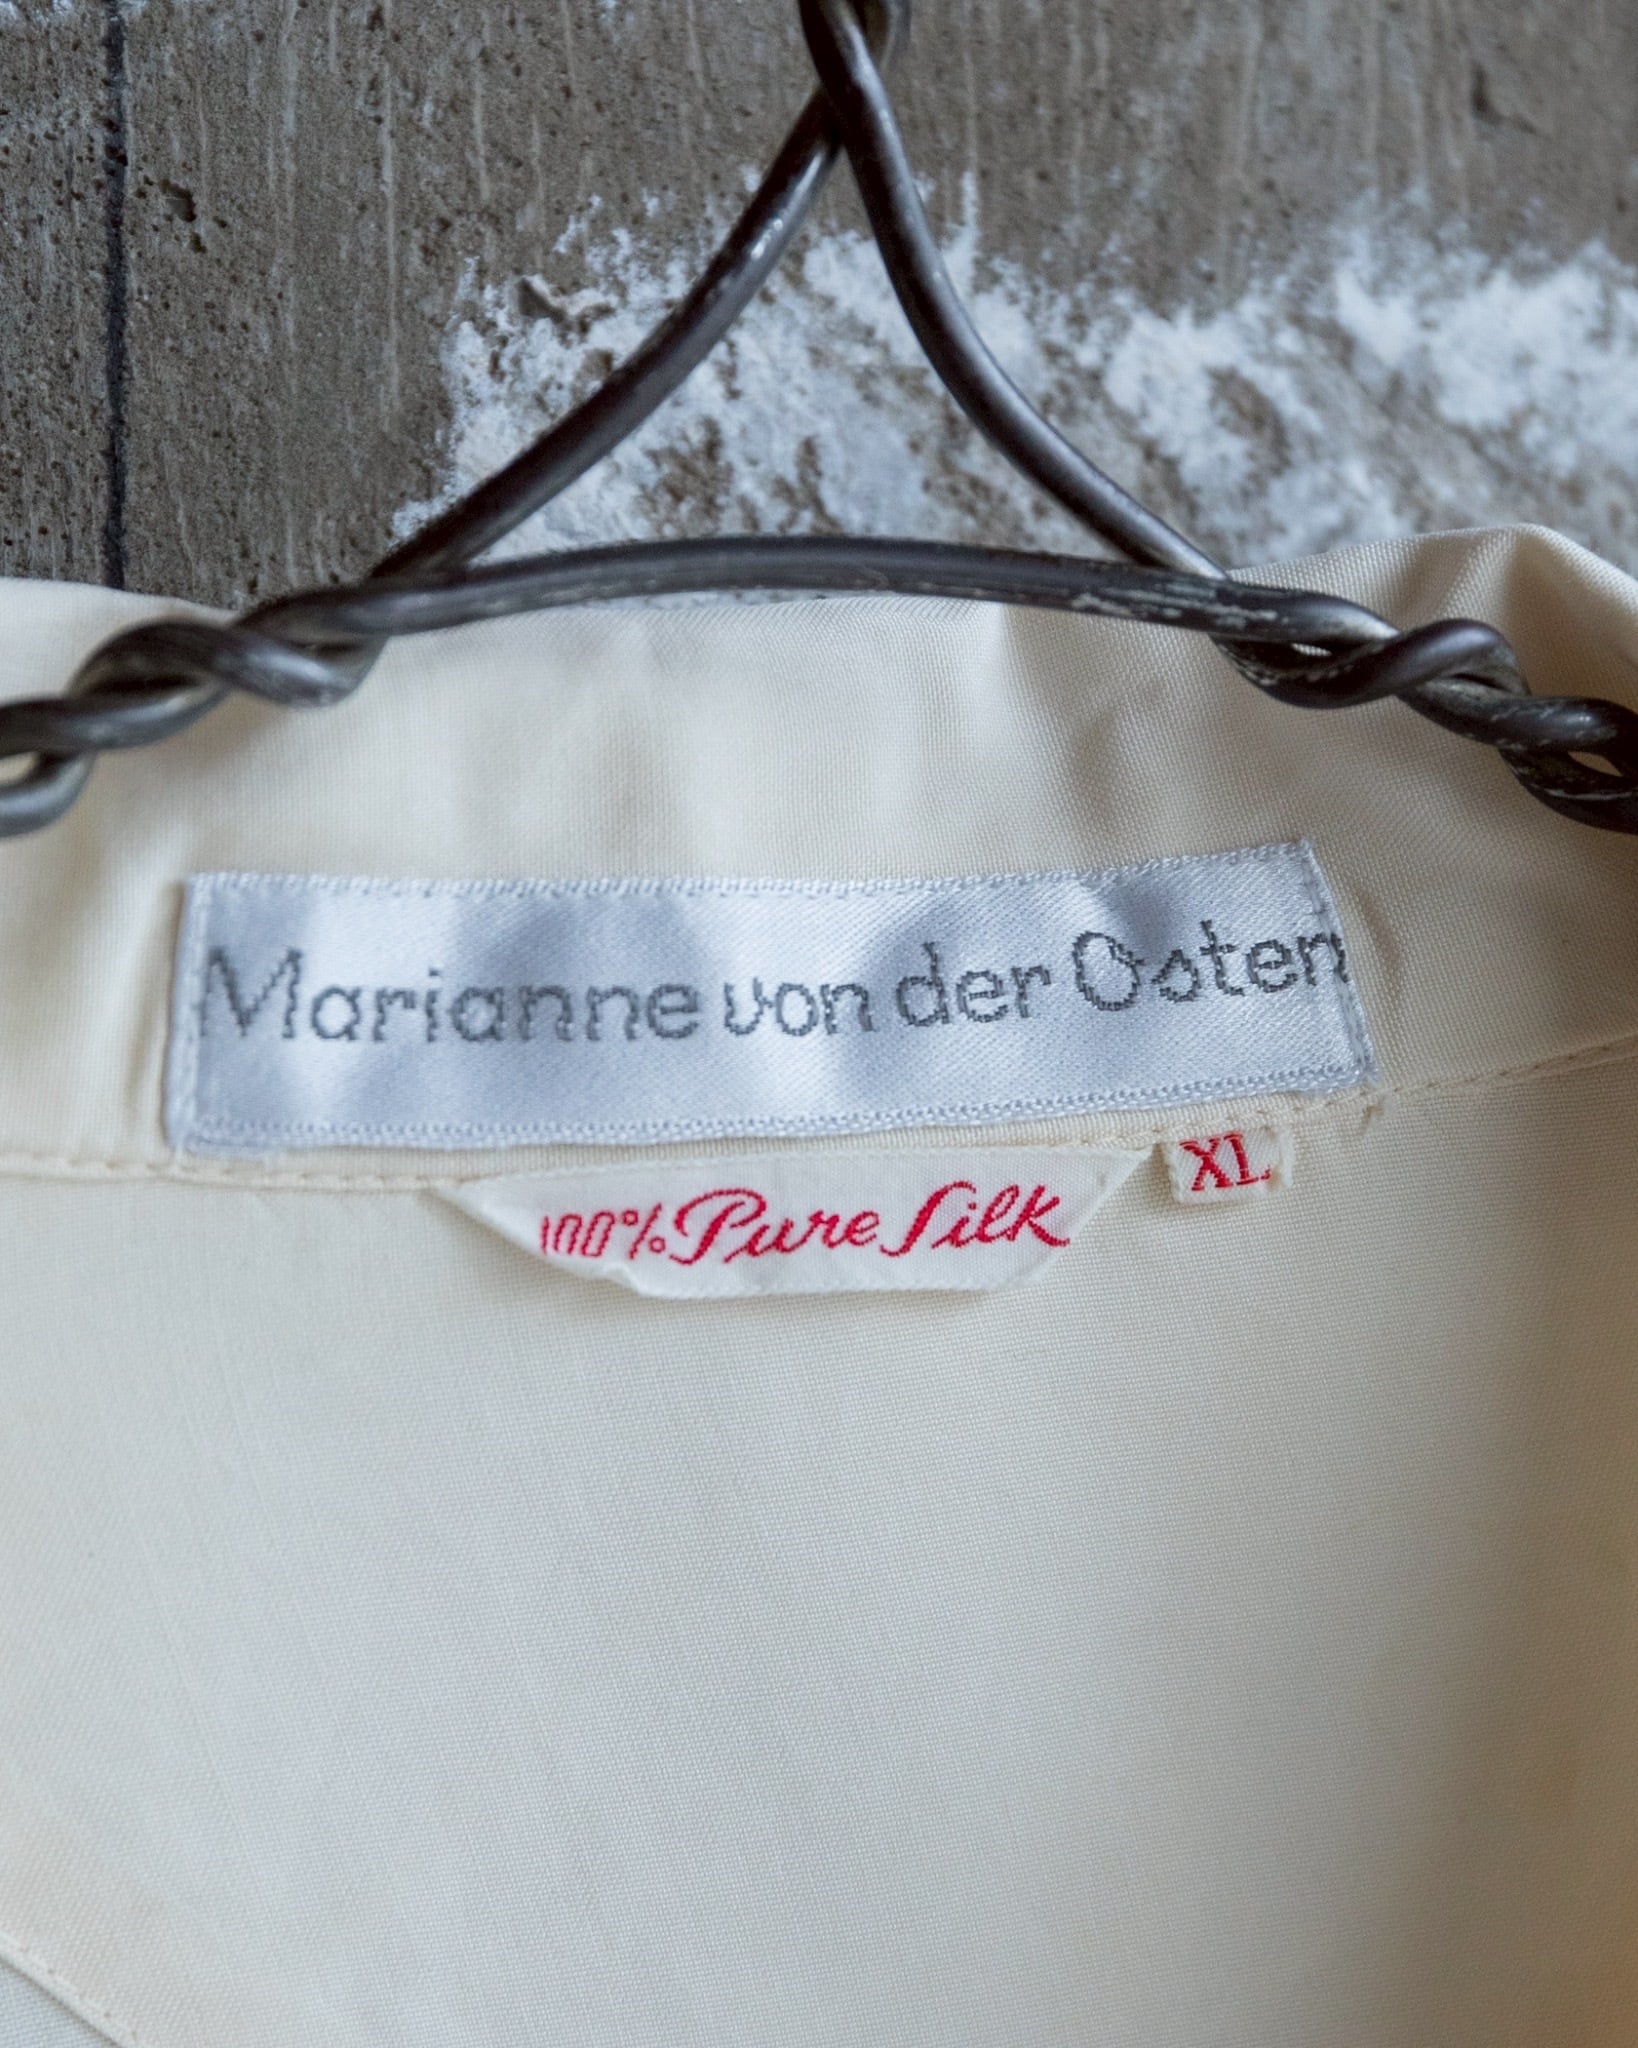 Marianne von der Osten
100% Pure Silk
XL